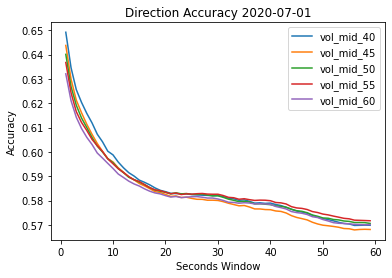 Direction Accuracy 2020-07-01
vol_mid_40
vol_mid_45
vol_mid_50
vol_mid_55
vol_mid_60
Accuracy
0.65
0.64
0.63
0.62
0.61
0.60
0.59
0.58
0.57
0 10 20 30 40 50 60
Seconds Window